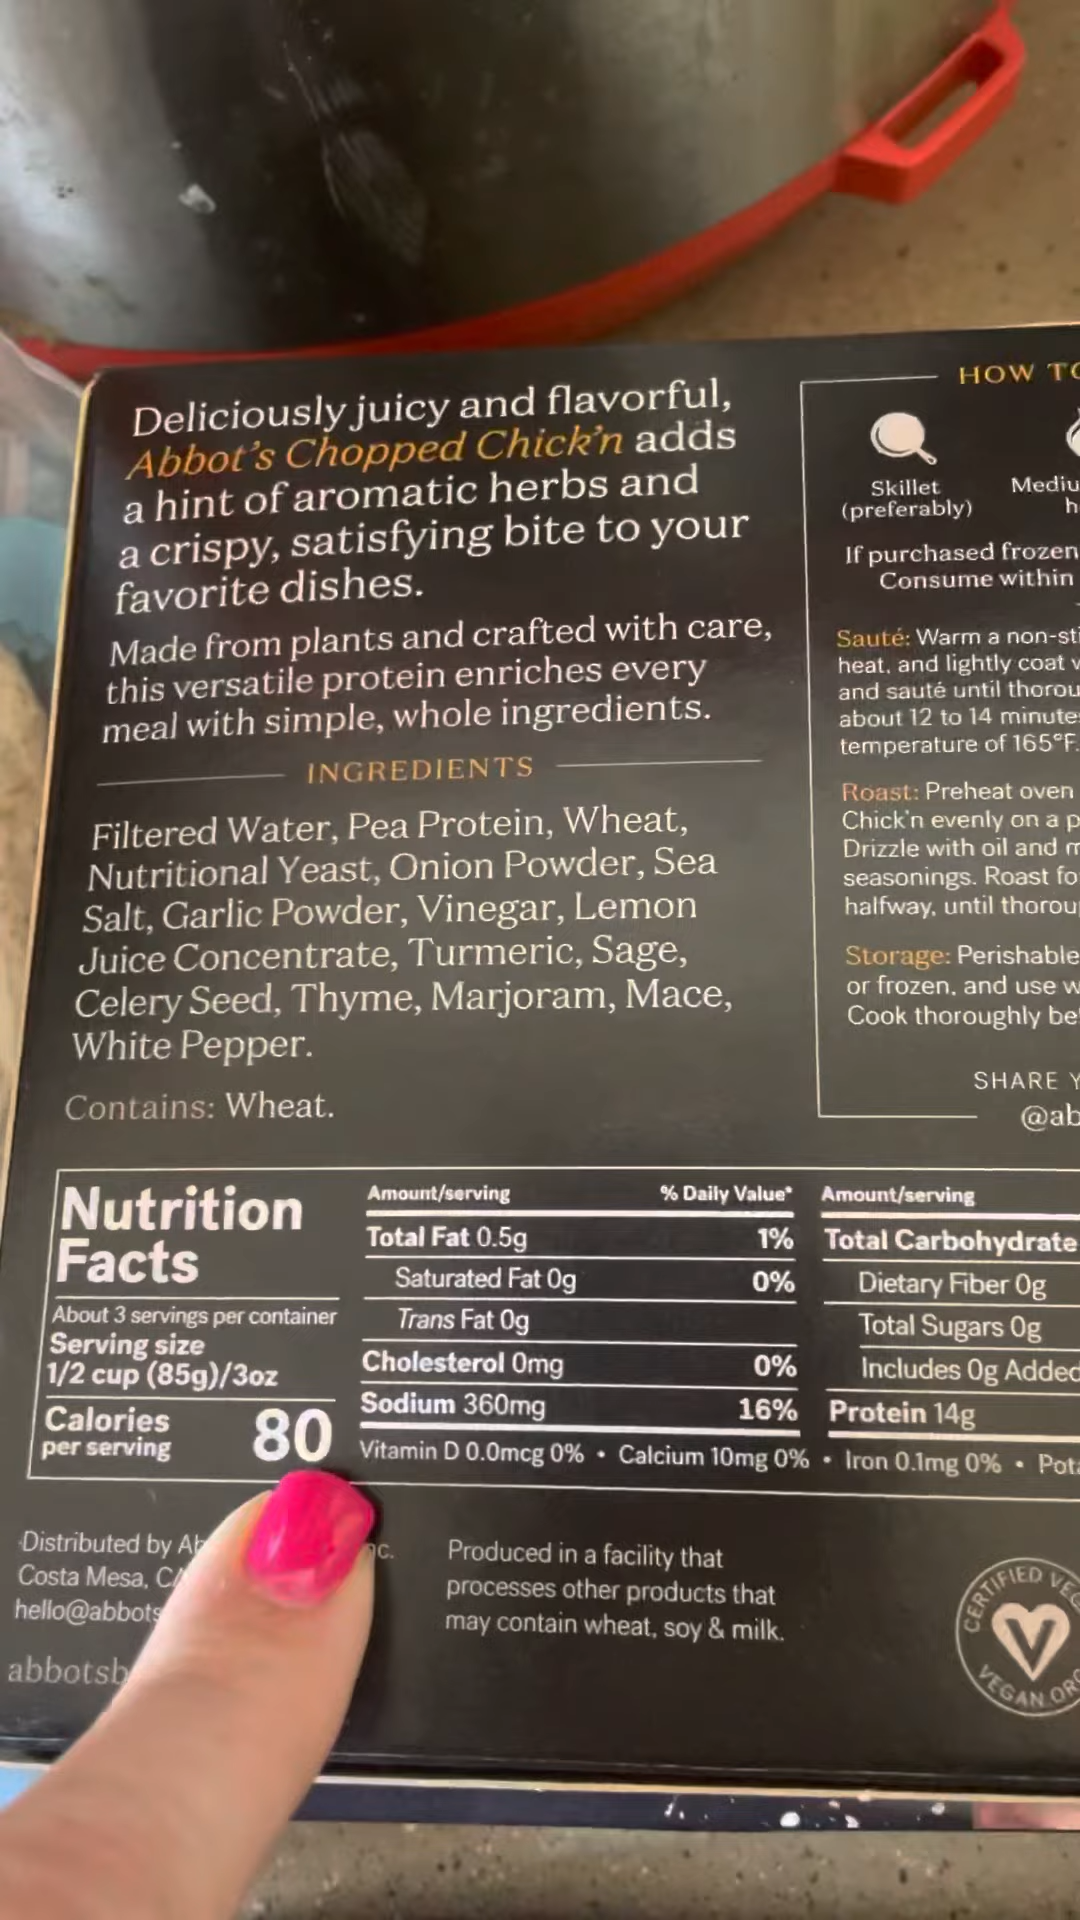 Deliciously juicy and flavorful,
Abbot's Chopped Chick'n adds
a hint of aromatic herbs and
a crispy, satisfying bite to your
favorite dishes.
Made from plants and crafted with care,
this versatile protein enriches every
meal with simple, whole ingredients.
INGREDIENTS
Filtered Water, Pea Protein, Wheat,
Nutritional Yeast, Onion Powder, Sea
Salt, Garlic Powder, Vinegar, Lemon
Juice Concentrate, Turmeric, Sage,
Celery Seed, Thyme, Marjoram, Mace,
White Pepper.
Contains: Wheat.
HOW
Skillet
(preferably)
If purchased frozen
Consume within
Sauté: Warm a
heat, and lightly coat
and sauté until
about 12 to 14
temperature of 165°F.
Roast: Preheat oven
Chick'n evenly on a
Drizzle with oil and
seasonings. Roast
halfway, until
Storage: Perishable
or frozen, and use
Cook thoroughly
SHARE
Nutrition
Facts
About 3 servings per container
Serving size
1/2 cup (85g)/3oz
Calories
per serving 80
Amount/serving % Daily Value*
Total Fat 0.5g 1%
Saturated Fat 0g 0%
Trans Fat 0g
Cholesterol 0mg 0%
Sodium 360mg 16%
Amount/serving
Total Carbohydrate
Dietary Fiber 0g
Total Sugars 0g
Includes 0g Added
Protein 14g
Vitamin D 0.0mcg 0% • Calcium 10mg 0% • Iron 0.1mg 0% •
Distributed by
Costa Mesa,
Produced in a facility that
processes other products that
may contain wheat, soy & milk.
CERTIFIED
V
VEGAN.ORG